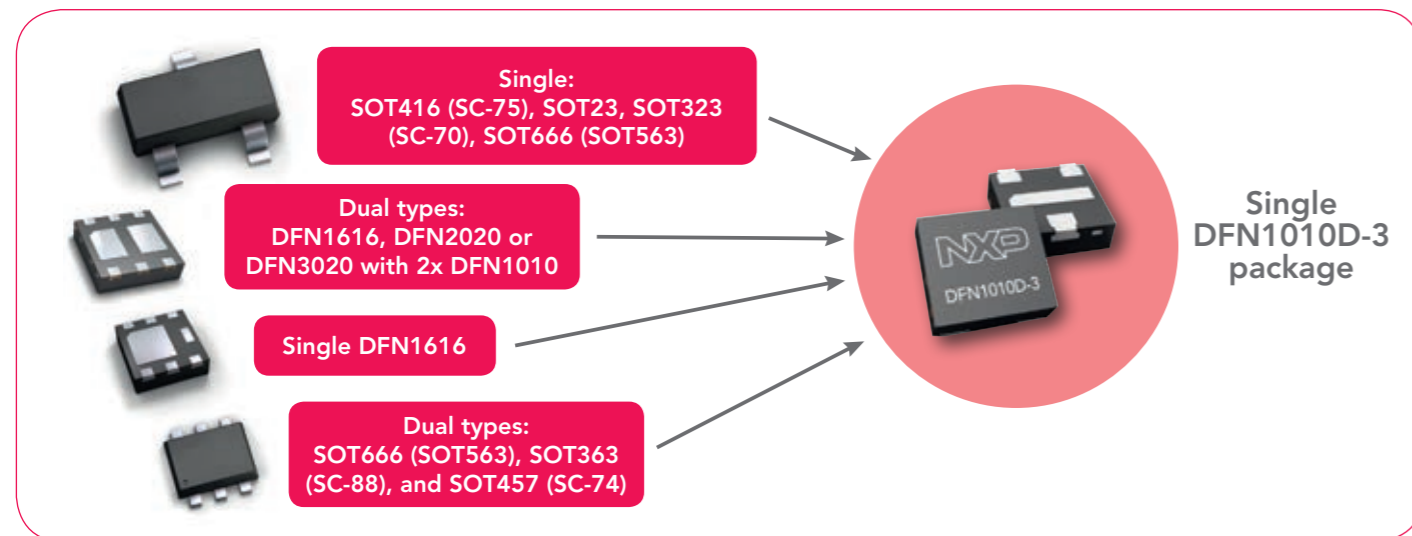 Single:
SOT416 (SC-75), SOT23, SOT323
(SC-70), SOT666 (SOT563)
Dual types:
DFN1616, DFN2020 or
DFN3020 with 2x DFN1010
Single DFN1616
Dual types:
SOT666 (SOT563), SOT363
(SC-88), and SOT457 (SC-74)
NXP
DFN1010D-3
Single
DFN1010D-3
package